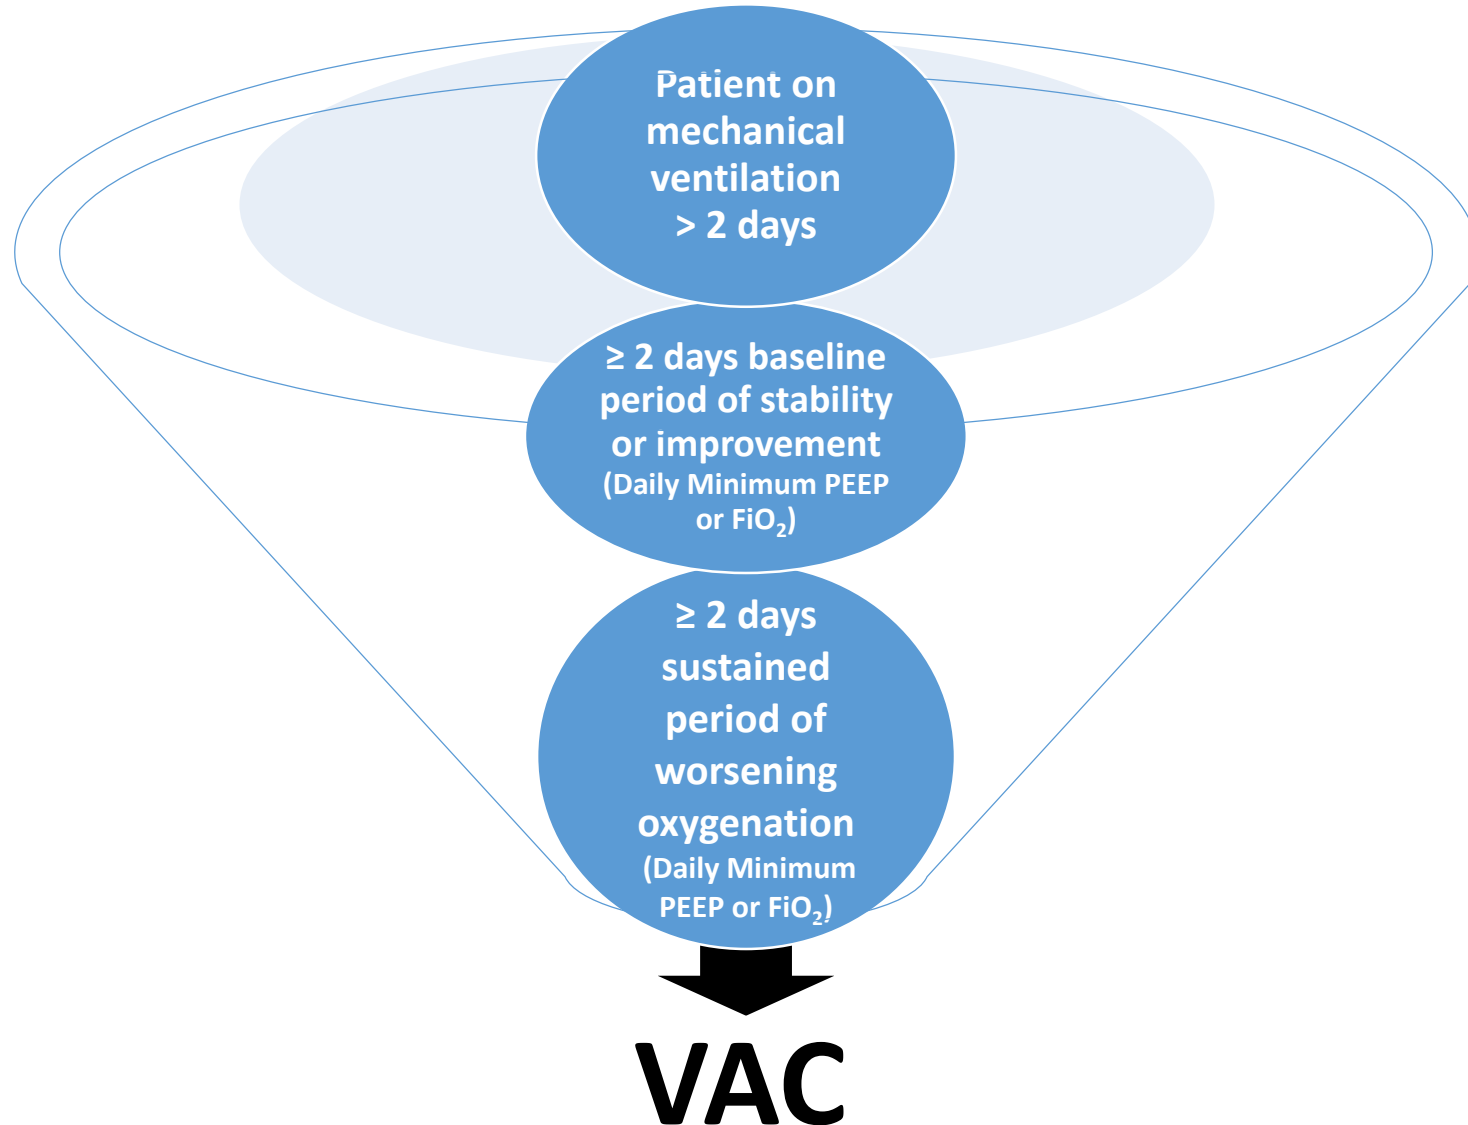 Patient on
mechanical
ventilation
> 2 days
≥ 2 days baseline
period of stability
or improvement
(Daily Minimum PEEP
or FiO₂)
≥ 2 days
sustained
period of
worsening
oxygenation
(Daily Minimum
PEEP or FiO₂)
VAC